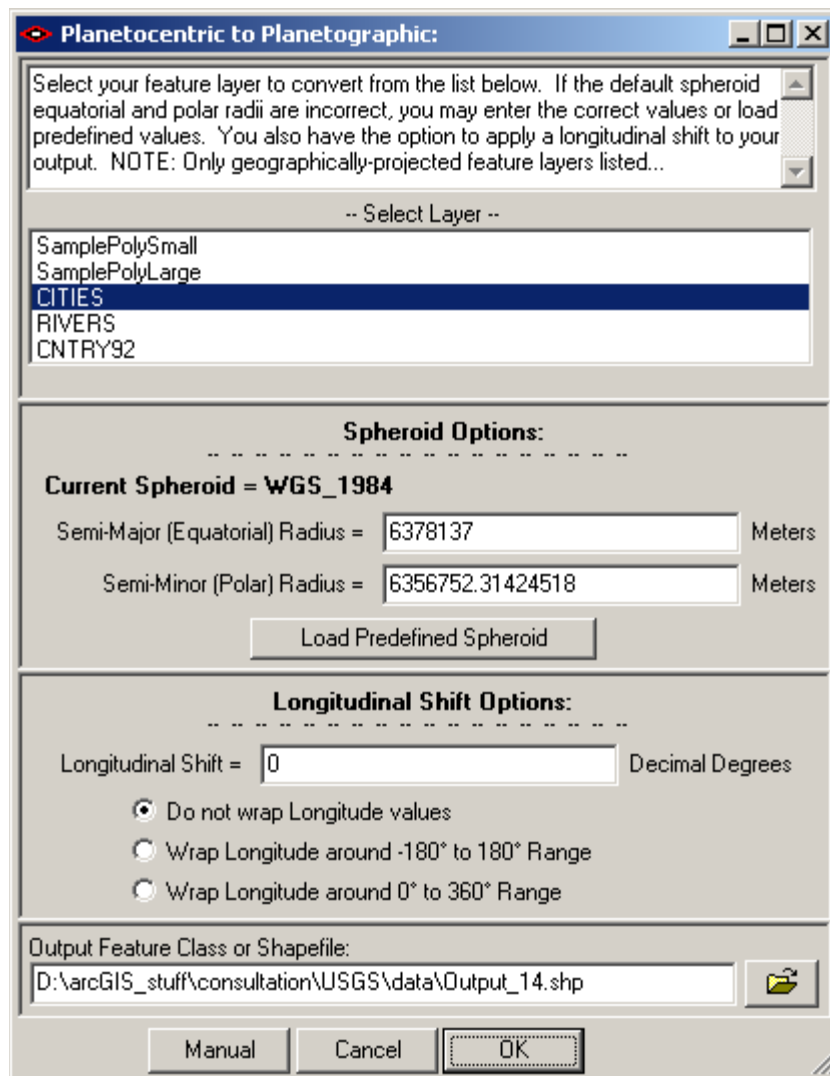 Planetocentric to Planetographic:
Select your feature layer to convert from the list below. If the default spheroid
equatorial and polar radii are incorrect, you may enter the correct values or load
predefined values. You also have the option to apply a longitudinal shift to your
output. NOTE: Only geographically-projected feature layers listed...
-- Select Layer --
SamplePolySmall
SamplePolyLarge
CITIES
RIVERS
CNTRY92
Spheroid Options:
-- -- -- -- -- -- -- -- -- -- -- -- -- -- -- -- -- --
Current Spheroid = WGS_1984
Semi-Major (Equatorial) Radius = 6378137 Meters
Semi-Minor (Polar) Radius = 6356752.31424518 Meters
Load Predefined Spheroid
Longitudinal Shift Options:
-- -- -- -- -- -- -- -- -- -- -- -- -- -- -- -- -- --
Longitudinal Shift = 0 Decimal Degrees
Do not wrap Longitude values
Wrap Longitude around -180° to 180° Range
Wrap Longitude around 0° to 360° Range
Output Feature Class or Shapefile:
D:\arcGIS_stuff\consultation\USGS\data\Output_14.shp
Manual Cancel OK